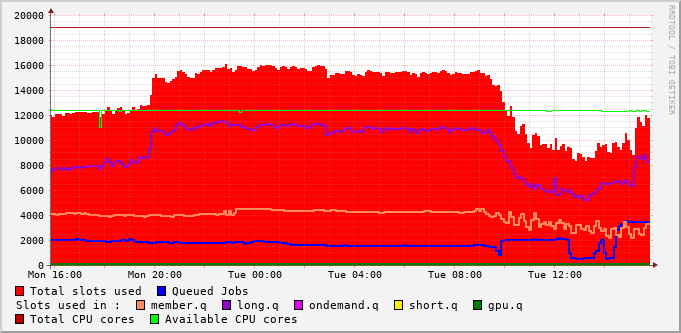 20000
18000
16000
14000
12000
10000
8000
6000
4000
2000
0
Mon 16:00 Mon 20:00 Tue 00:00 Tue 04:00 Tue 08:00 Tue 12:00
RRDTOOL / TOBI OETIKER
Total slots used Queued Jobs
Slots used in : member.q long.q ondemand.q short.q gpu.q
Total CPU cores Available CPU cores